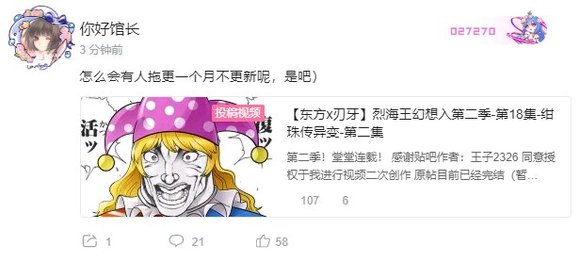 你好馆长
027270
3 分钟前
怎么会有人拖更一个月不更新呢，是吧）
投稿视频
活ッ
復ッ
【东方x刃牙】烈海王幻想入第二季-第18集-绀
珠传异变-第二集
第二季！堂堂连载！ 感谢贴吧作者：王子2326 同意授
权于我进行视频二次创作 原帖目前已经完结（暂...
107 6
1 21 58